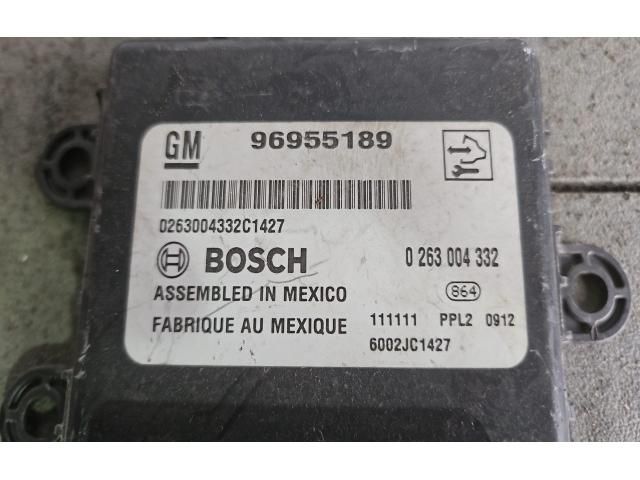 GM 96955189
0263004332C1427
BOSCH 0 263 004 332
ASSEMBLED IN MEXICO 864
FABRIQUE AU MEXIQUE 111111 PPL2 0912
6002JC1427